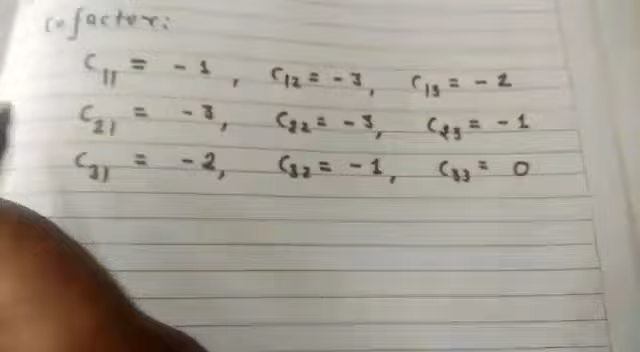 Cofactor:
C11 = -1, C12 = -3, C13 = -2
C21 = -3, C22 = -3, C23 = -1
C31 = -2, C32 = -1, C33 = 0